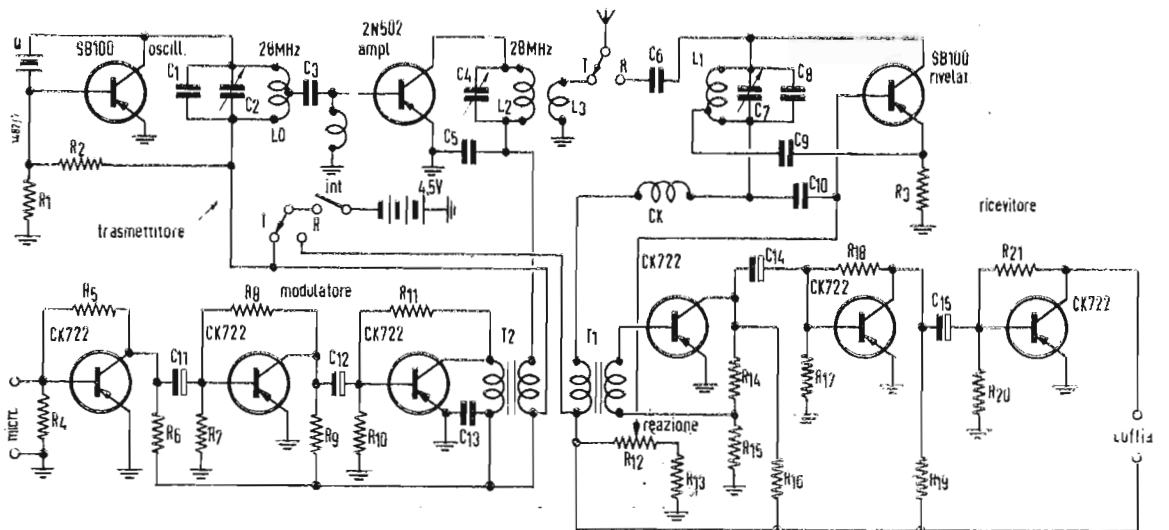 Q
SB100
oscill.
C1
C2
28MHz
L0
C3
2N502
ampl
C4
28MHz
L2
L3
C5
T
R
C6
L1
C7
C8
SB100
rivelat.
C9
C10
R3
R2
R1
trasmettitore
int
4,5V
T
R
CK
ricevitore
R5
CK722
R8
modulatore
CK722
R11
CK722
T2
T1
CK722
C14
R18
CK722
R21
CK722
C15
micro
R4
C11
R6
R7
C12
R9
R10
C13
R14
R17
R20
reazione
R12
R13
R15
R16
R19
cuffia